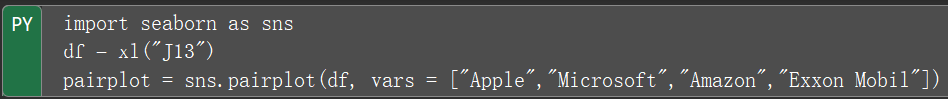 PY
import seaborn as sns
df - xl("J13")
pairplot = sns.pairplot(df, vars = ["Apple","Microsoft","Amazon","Exxon Mobil"])